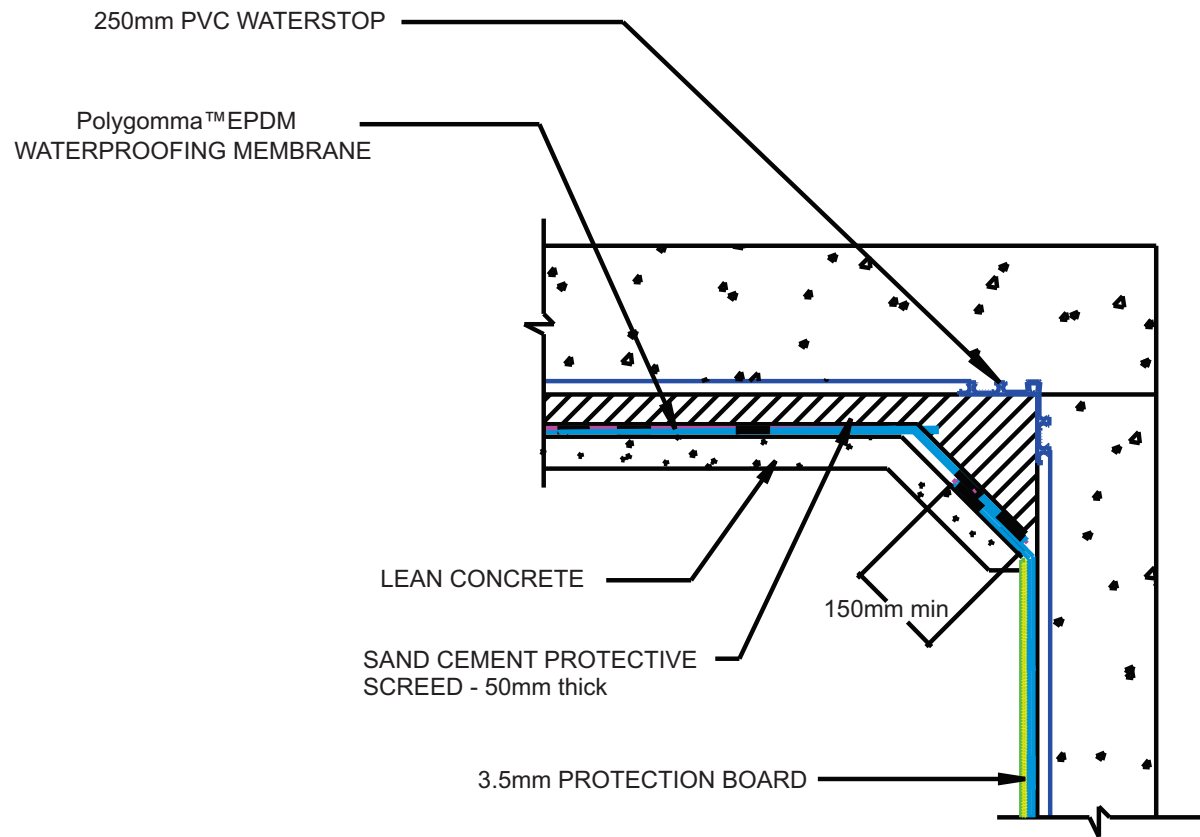 250mm PVC WATERSTOP
Polygomma™EPDM
WATERPROOFING MEMBRANE
LEAN CONCRETE
150mm min
SAND CEMENT PROTECTIVE
SCREED - 50mm thick
3.5mm PROTECTION BOARD